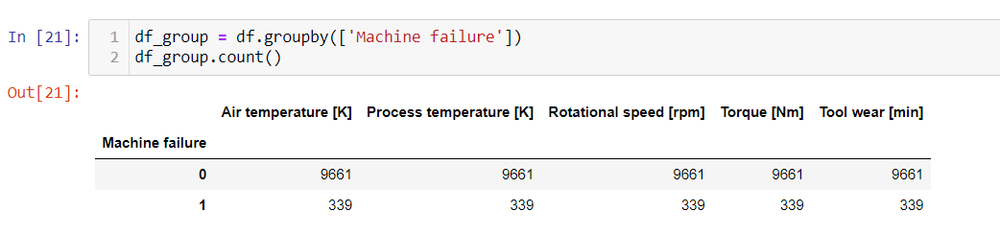 In [21]: 1 df_group = df.groupby(['Machine failure'])
2 df_group.count()
Out[21]:
Air temperature [K] Process temperature [K] Rotational speed [rpm] Torque [Nm] Tool wear [min]
Machine failure
0 9661 9661 9661 9661 9661
1 339 339 339 339 339